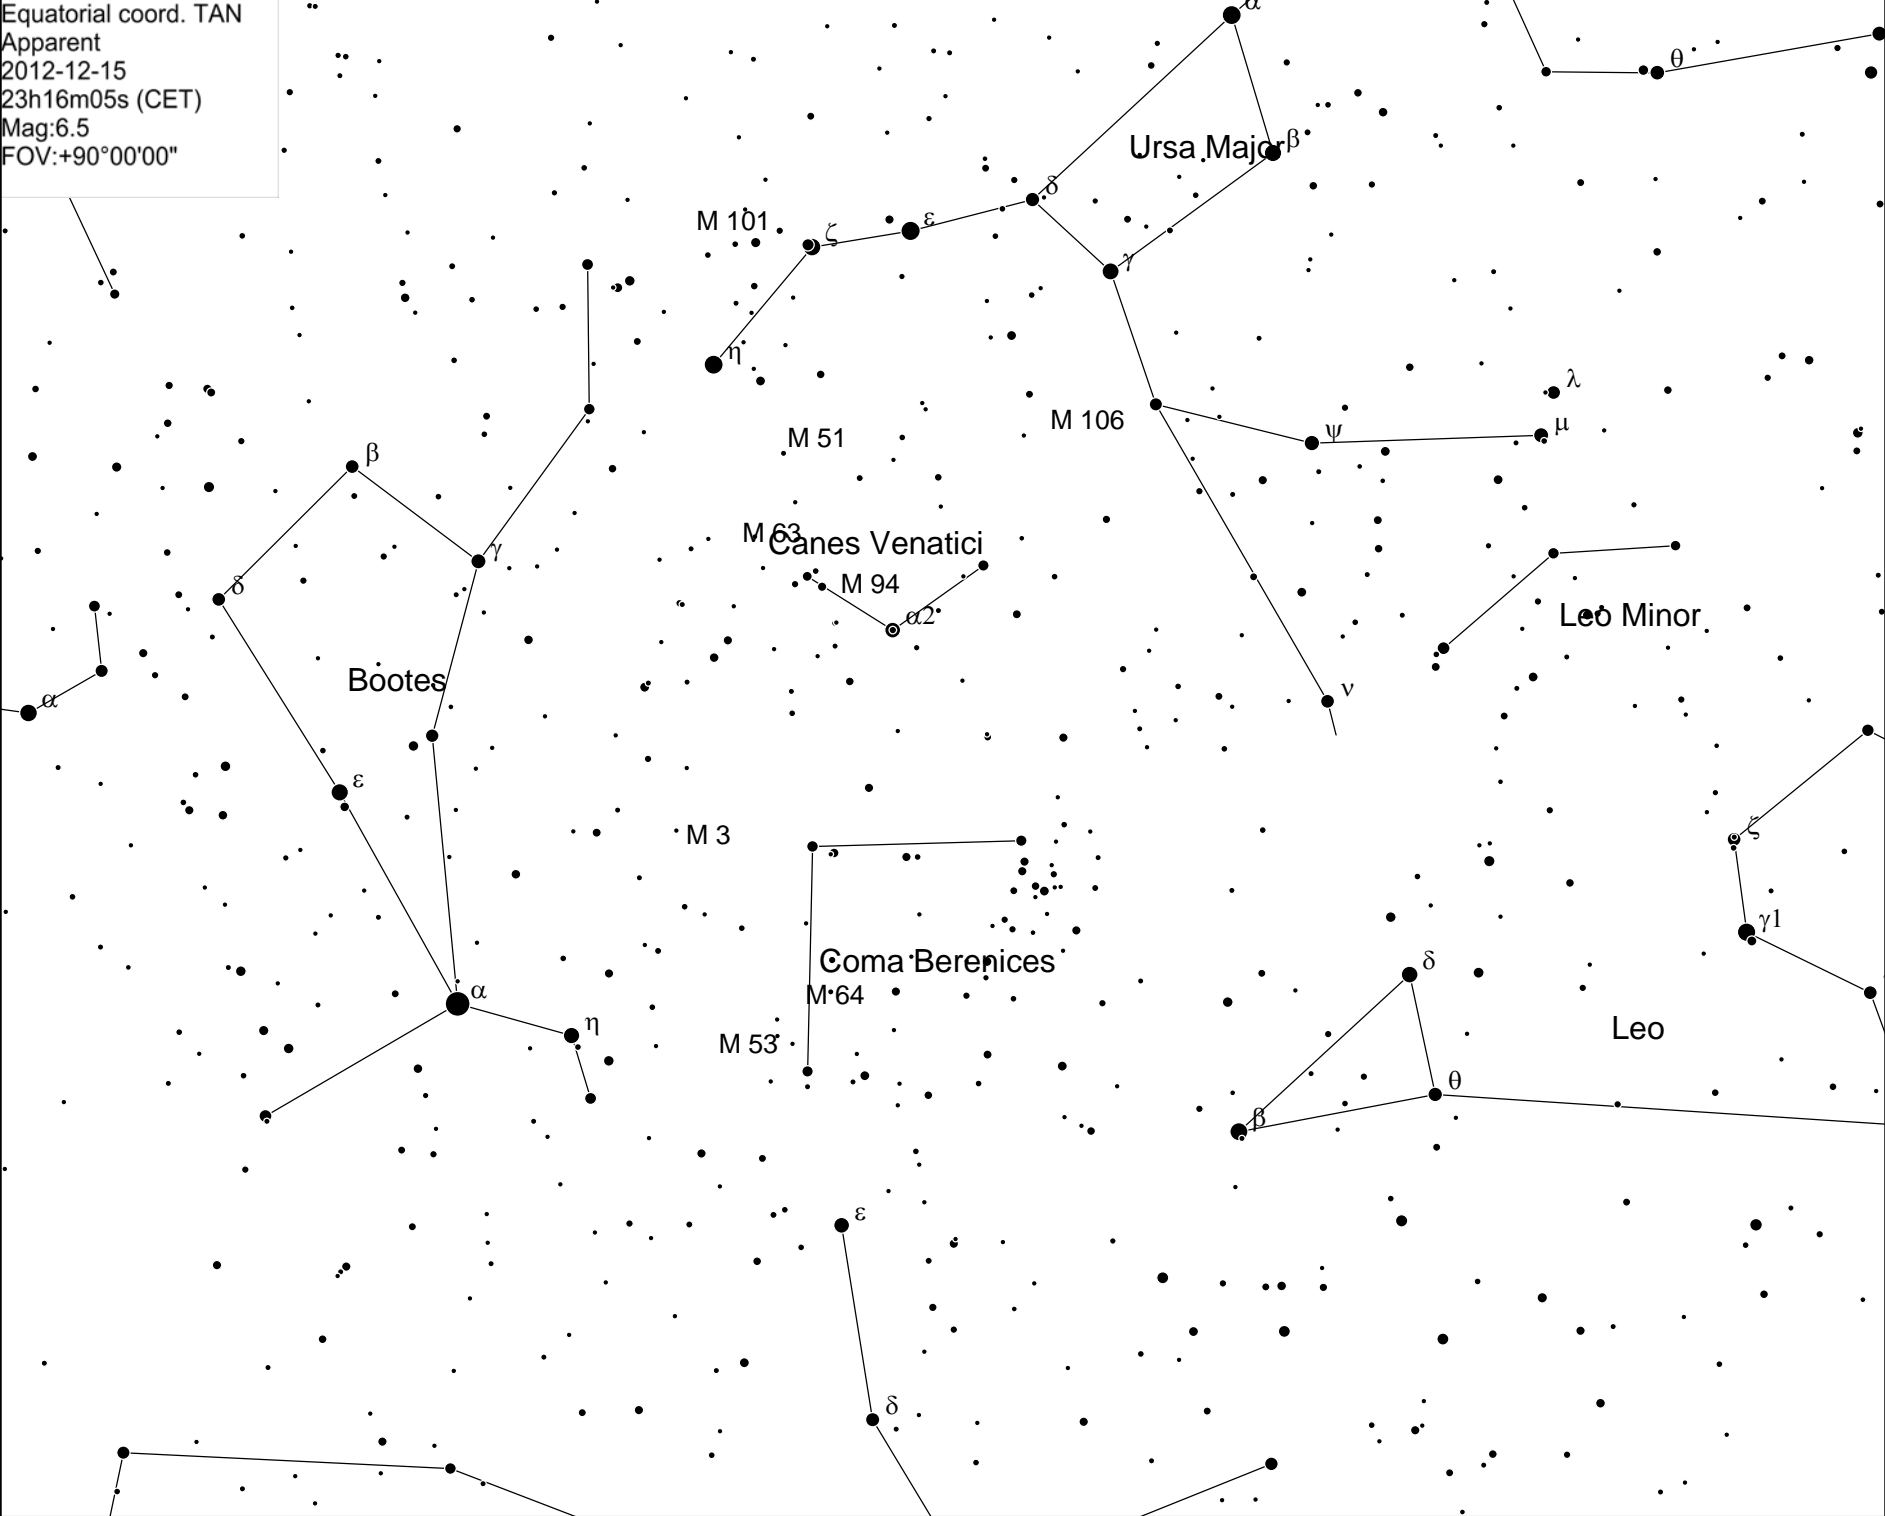 Equatorial coord. TAN
Apparent
2012-12-15
23h16m05s (CET)
Mag:6.5
FOV:+90°00'00"
α
θ
Ursa Major
β
δ
M 101
ζ
ε
γ
η
λ
M 106
μ
ψ
M 51
β
M 63
Canes Venatici
γ
M 94
δ
α2
Leo Minor
Bootes
ν
α
ε
M 3
ζ
γ1
Coma Berenices
δ
α
M 64
η
Leo
M 53
θ
β
ε
δ